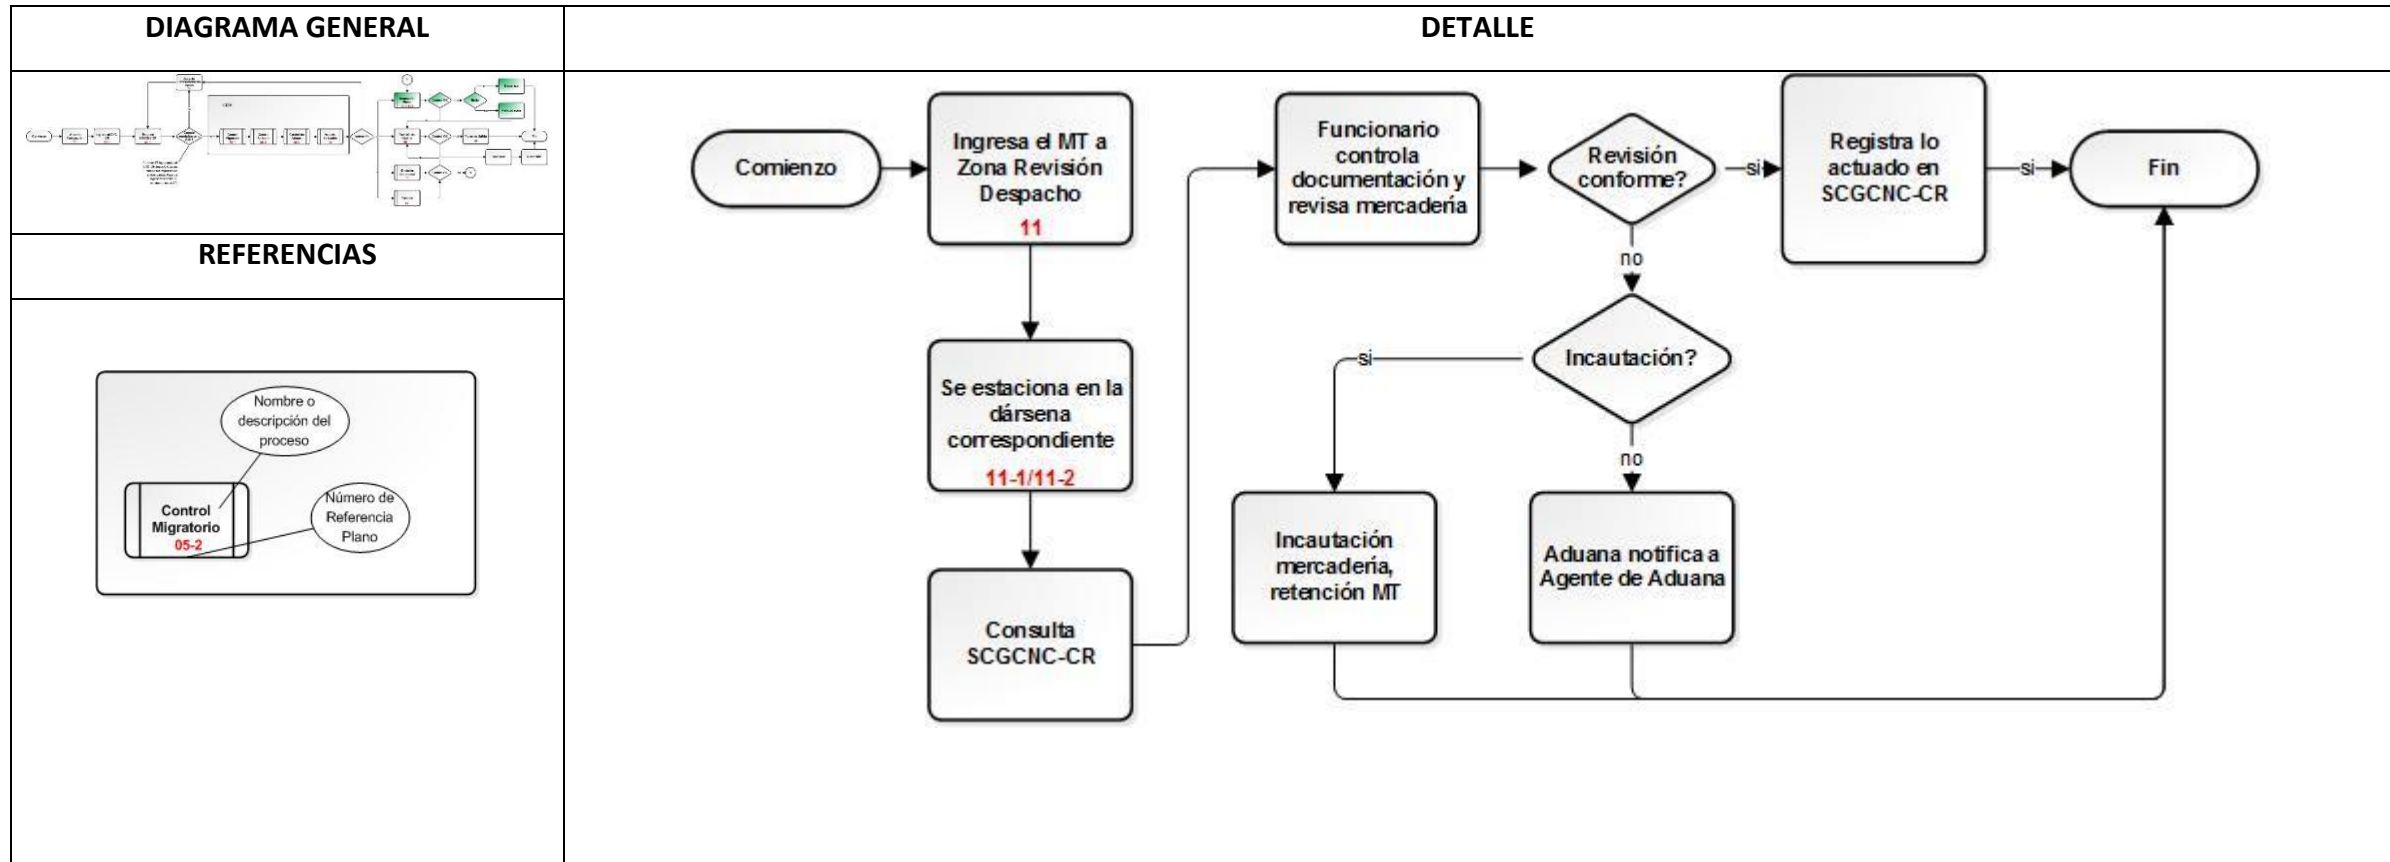 DIAGRAMA GENERAL
DETALLE
REFERENCIAS
Nombre o
descripción del
proceso
Control
Migratorio
05-2
Número de
Referencia
Plano
Comienzo
Ingresa el MT a
Zona Revisión
Despacho
11
Se estaciona en la
dársena
correspondiente
11-1/11-2
Consulta
SCGCNC-CR
Funcionario
controla
documentación y
revisa mercadería
Revisión
conforme?
si
Registra lo
actuado en
SCGCNC-CR
si
Fin
no
Incautación?
si
no
Incautación
mercadería,
retención MT
Aduana notifica a
Agente de Aduana